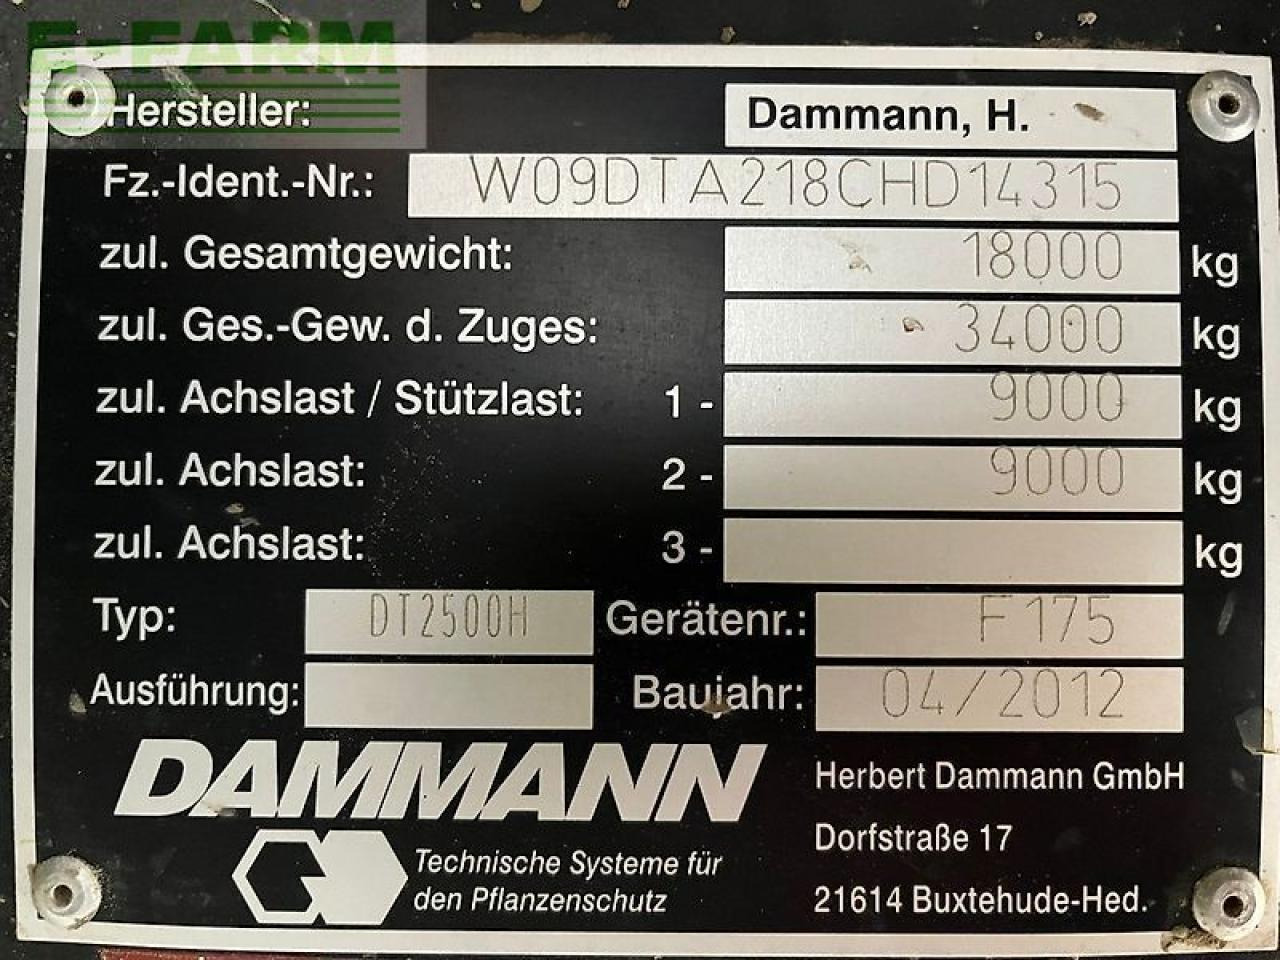 E-FARM
Hersteller: Dammann, H.
Fz.-Ident.-Nr.: W09DTA218CHD14315
zul. Gesamtgewicht: 18000 kg
zul. Ges.-Gew. d. Zuges: 34000 kg
zul. Achslast / Stützlast: 1 - 9000 kg
zul. Achslast: 2 - 9000 kg
zul. Achslast: 3 - kg
Typ: DT2500H Gerätenr.: F175
Ausführung: Baujahr: 04/2012
DAMMANN
Technische Systeme für
den Pflanzenschutz
Herbert Dammann GmbH
Dorfstraße 17
21614 Buxtehude-Hed.